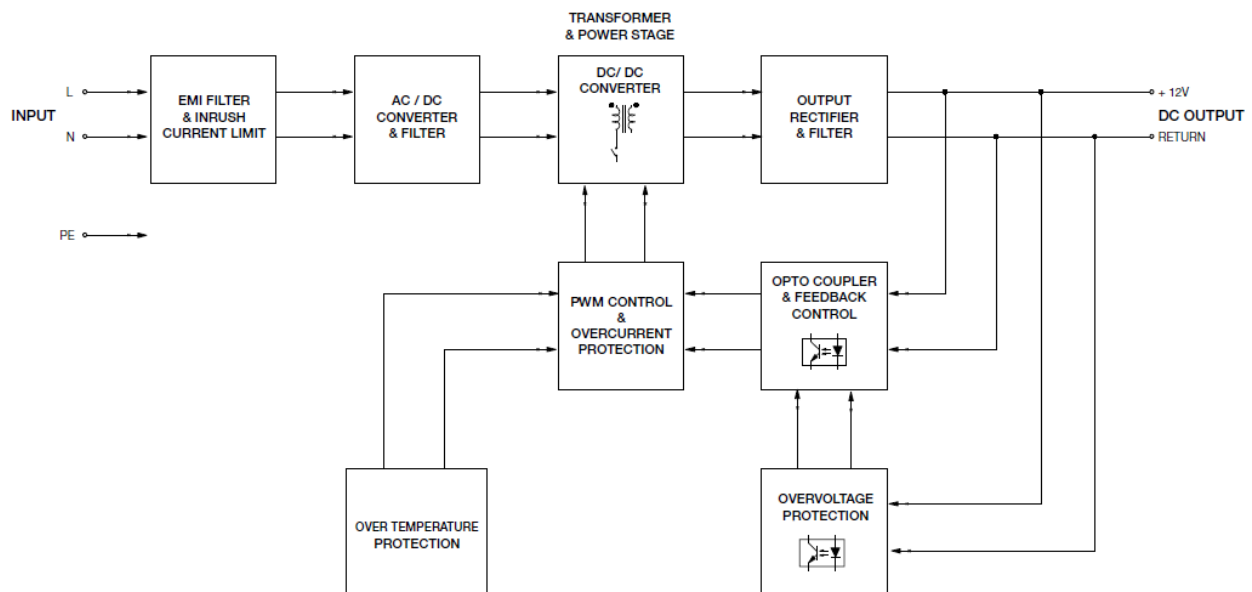 TRANSFORMER
& POWER STAGE
INPUT
L
N
PE
EMI FILTER
& INRUSH
CURRENT LIMIT
AC / DC
CONVERTER
& FILTER
DC/ DC
CONVERTER
OUTPUT
RECTIFIER
& FILTER
+ 12V
DC OUTPUT
RETURN
PWM CONTROL
&
OVERCURRENT
PROTECTION
OPTO COUPLER
& FEEDBACK
CONTROL
OVER TEMPERATURE
PROTECTION
OVERVOLTAGE
PROTECTION